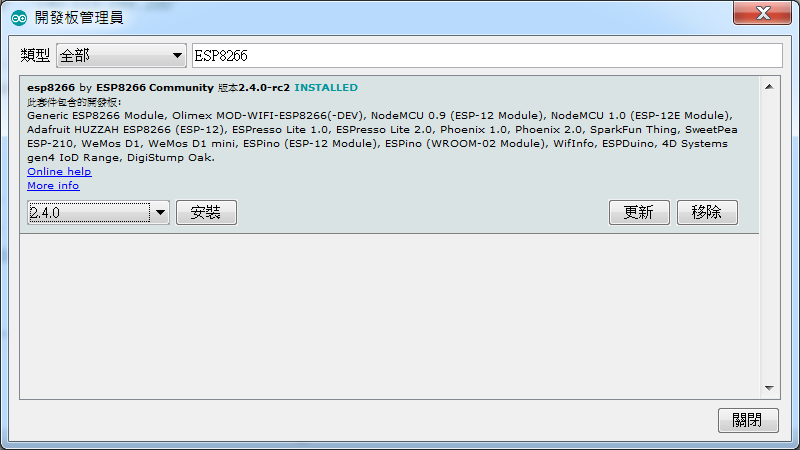 開發板管理員
類型 全部 ESP8266
esp8266 by ESP8266 Community 版本2.4.0-rc2 INSTALLED
此套件包含的開發板:
Generic ESP8266 Module, Olimex MOD-WIFI-ESP8266(-DEV), NodeMCU 0.9 (ESP-12 Module), NodeMCU 1.0 (ESP-12E Module),
Adafruit HUZZAH ESP8266 (ESP-12), ESPresso Lite 1.0, ESPresso Lite 2.0, Phoenix 1.0, Phoenix 2.0, SparkFun Thing, SweetPea
ESP-210, WeMos D1, WeMos D1 mini, ESPino (ESP-12 Module), ESPino (WROOM-02 Module), WifInfo, ESPDuino, 4D Systems
gen4 IoD Range, DigiStump Oak.
Online help
More info
2.4.0 安裝 更新 移除
關閉